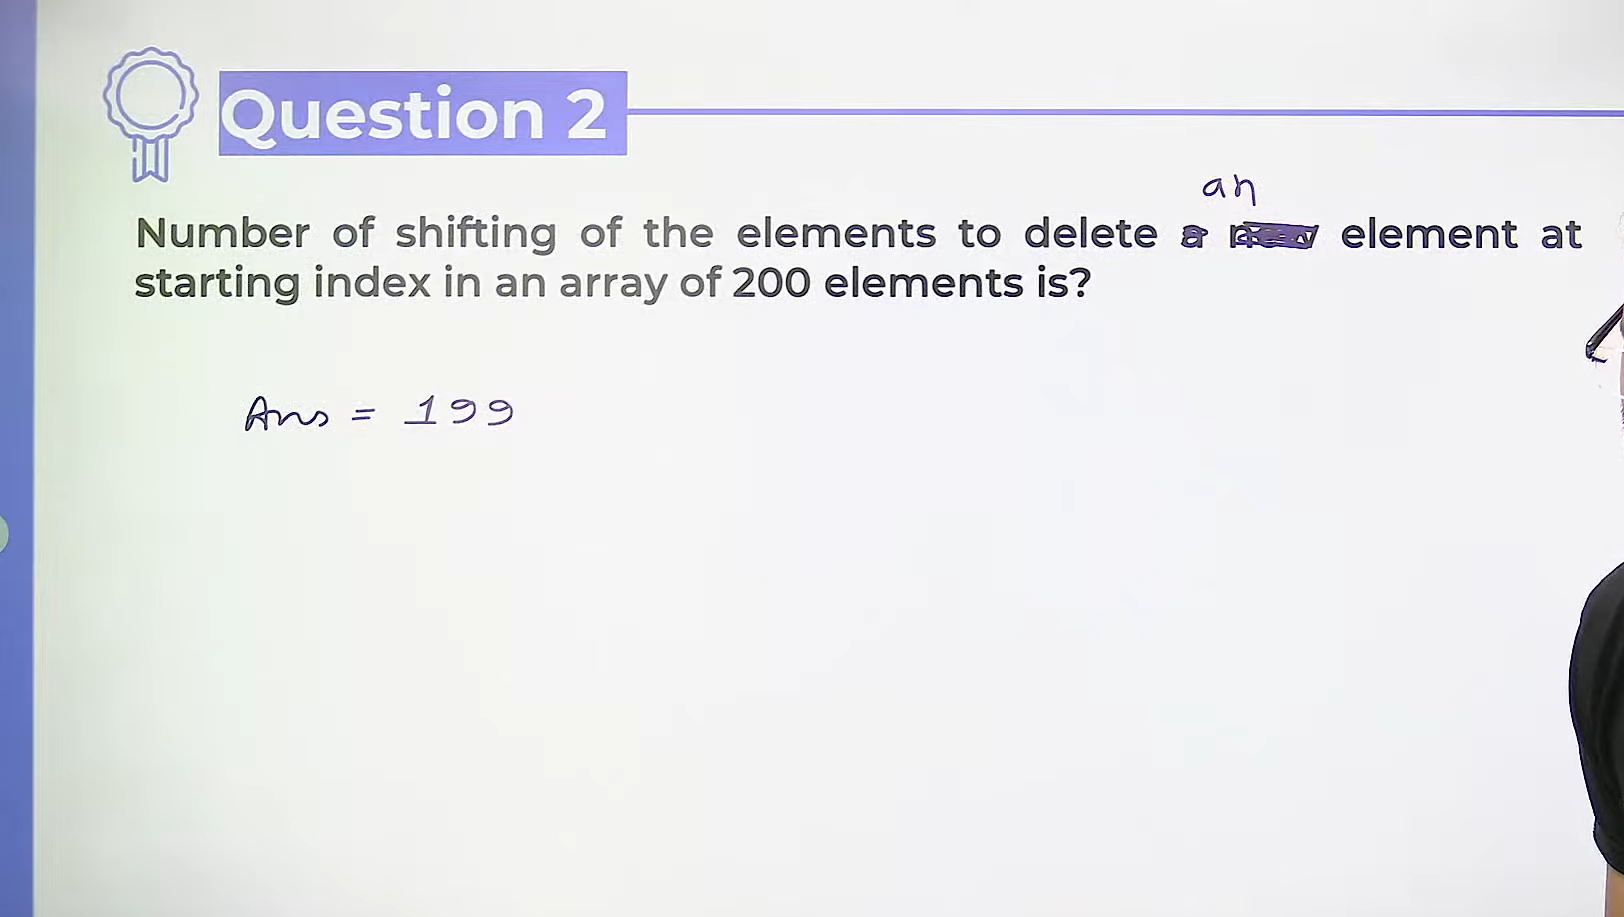 Question 2
an
Number of shifting of the elements to delete element at
starting index in an array of 200 elements is?
Ans = 199